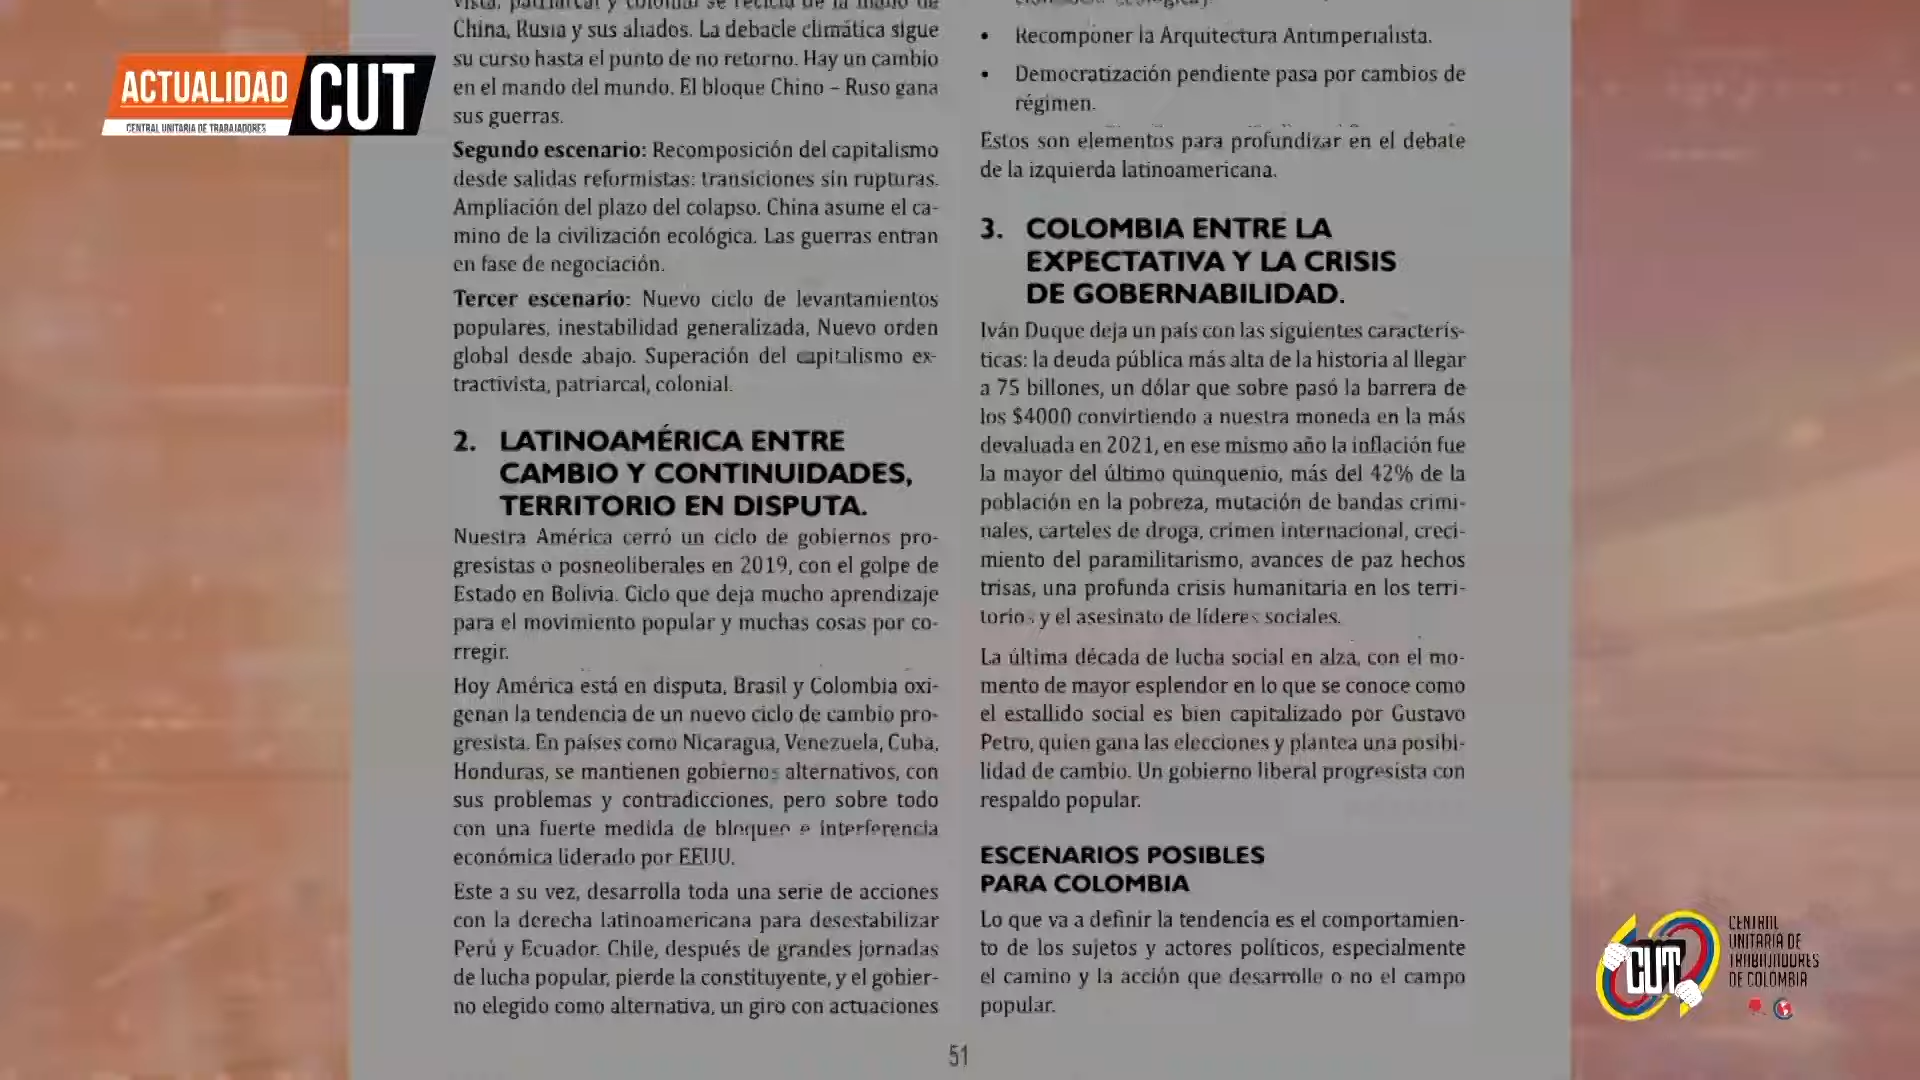 ACTUALIDAD
CUT
CENTRAL UNITARIA DE TRABAJADORES
vista, patriarcal y colonial se recicla de la mano de
China, Rusia y sus aliados. La debacle climática sigue
su curso hasta el punto de no retorno. Hay un cambio
en el mando del mundo. El bloque Chino – Ruso gana
sus guerras.
Segundo escenario: Recomposición del capitalismo
desde salidas reformistas: transiciones sin rupturas.
Ampliación del plazo del colapso. China asume el ca-
mino de la civilización ecológica. Las guerras entran
en fase de negociación.
Tercer escenario: Nuevo ciclo de levantamientos
populares, inestabilidad generalizada, Nuevo orden
global desde abajo. Superación del capitalismo ex-
tractivista, patriarcal, colonial.
2. LATINOAMÉRICA ENTRE
CAMBIO Y CONTINUIDADES,
TERRITORIO EN DISPUTA.
Nuestra América cerró un ciclo de gobiernos pro-
gresistas o posneoliberales en 2019, con el golpe de
Estado en Bolivia. Ciclo que deja mucho aprendizaje
para el movimiento popular y muchas cosas por co-
rregir.
Hoy América está en disputa, Brasil y Colombia oxi-
genan la tendencia de un nuevo ciclo de cambio pro-
gresista. En países como Nicaragua, Venezuela, Cuba,
Honduras, se mantienen gobiernos alternativos, con
sus problemas y contradicciones, pero sobre todo
con una fuerte medida de bloqueo e interferencia
económica liderado por EEUU.
Este a su vez, desarrolla toda una serie de acciones
con la derecha latinoamericana para desestabilizar
Perú y Ecuador. Chile, después de grandes jornadas
de lucha popular, pierde la constituyente, y el gobier-
no elegido como alternativa, un giro con actuaciones
• Recomponer la Arquitectura Antimperialista.
• Democratización pendiente pasa por cambios de
régimen.
Estos son elementos para profundizar en el debate
de la izquierda latinoamericana.
3. COLOMBIA ENTRE LA
EXPECTATIVA Y LA CRISIS
DE GOBERNABILIDAD.
Iván Duque deja un país con las siguientes caracterís-
ticas: la deuda pública más alta de la historia al llegar
a 75 billones, un dólar que sobre pasó la barrera de
los $4000 convirtiendo a nuestra moneda en la más
devaluada en 2021, en ese mismo año la inflación fue
la mayor del último quinquenio, más del 42% de la
población en la pobreza, mutación de bandas crimi-
nales, carteles de droga, crimen internacional, creci-
miento del paramilitarismo, avances de paz hechos
trisas, una profunda crisis humanitaria en los terri-
torios y el asesinato de líderes sociales.
La última década de lucha social en alza, con el mo-
mento de mayor esplendor en lo que se conoce como
el estallido social es bien capitalizado por Gustavo
Petro, quien gana las elecciones y plantea una posibi-
lidad de cambio. Un gobierno liberal progresista con
respaldo popular.
ESCENARIOS POSIBLES
PARA COLOMBIA
Lo que va a definir la tendencia es el comportamien-
to de los sujetos y actores políticos, especialmente
el camino y la acción que desarrolle o no el campo
popular.
51
CUT
CENTRAL
UNITARIA DE
TRABAJADORES
DE COLOMBIA